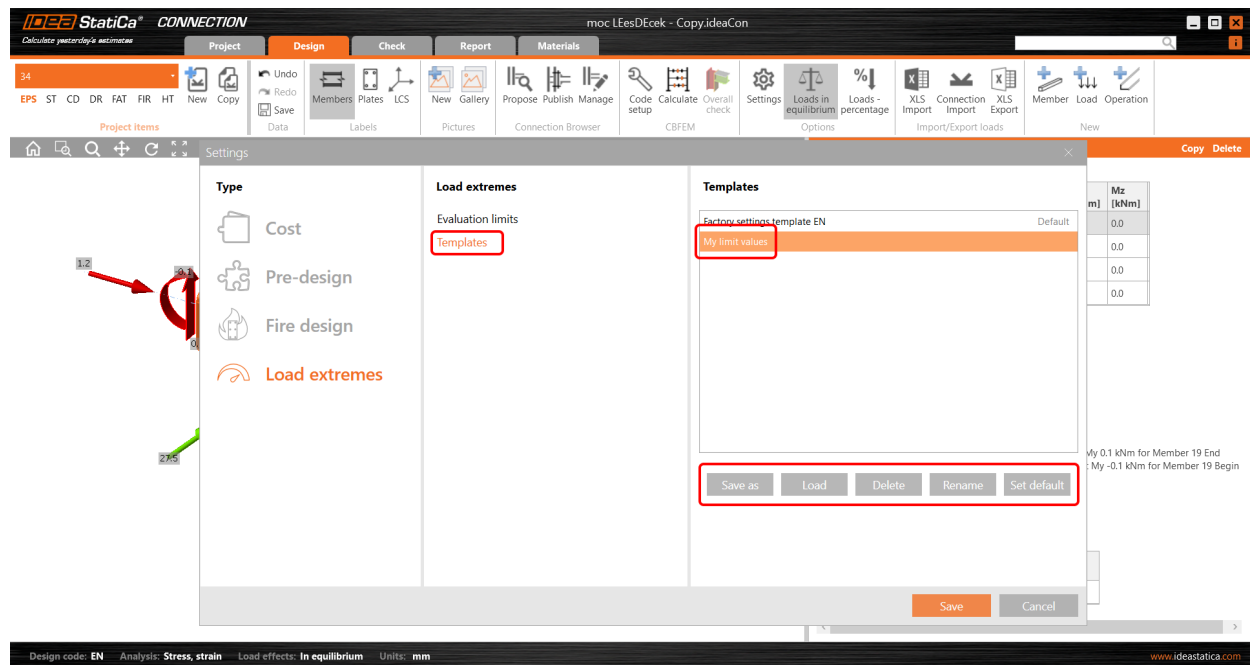 IDEA StatiCa® CONNECTION
moc LEesDEcek - Copy.ideaCon
Calculate yesterday's estimates
Project Design Check Report Materials
34
EPS ST CD DR FAT FIR HT
New Copy
Undo
Redo
Save
Members Plates LCS
New Gallery
Propose Publish Manage
Code setup
Calculate
Overall check
Settings
Loads in equilibrium
Loads - percentage
XLS Import
Connection Import
XLS Export
Member Load Operation
Project items Data Labels Pictures Connection Browser CBFEM Options Import/Export loads New
Copy Delete
Settings
Type
Cost
Pre-design
Fire design
Load extremes
Load extremes
Evaluation limits
Templates
Templates
Factory settings template EN Default
My limit values
Save as Load Delete Rename Set default
Save Cancel
m] Mz [kNm]
0.0
0.0
0.0
0.0
1.2
-0.1
27.5
My 0.1 kNm for Member 19 End
: My -0.1 kNm for Member 19 Begin
Design code: EN Analysis: Stress, strain Load effects: In equilibrium Units: mm
www.ideastatica.com